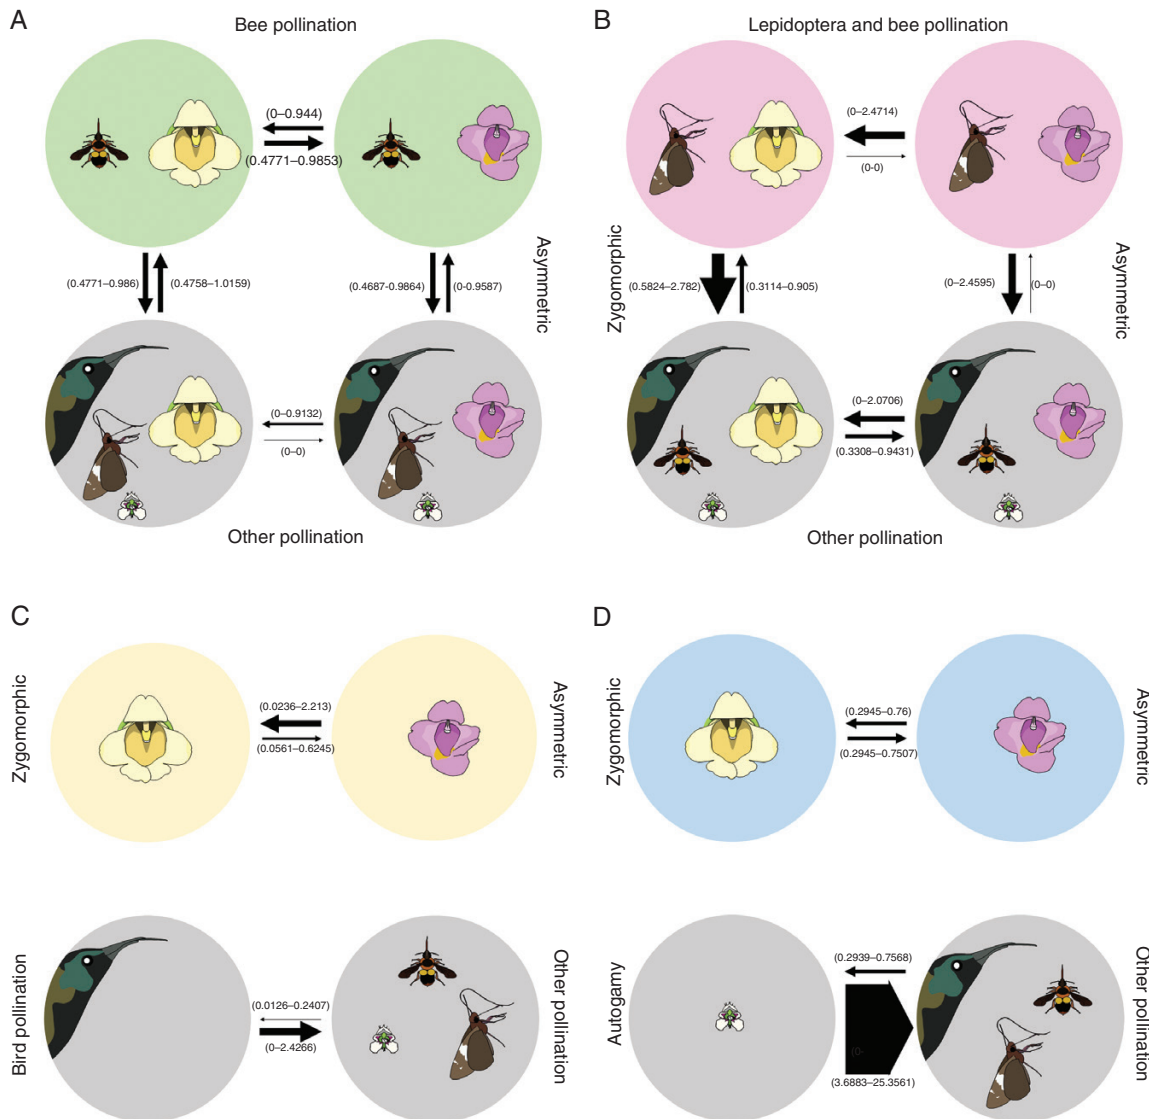 A
Bee pollination
(0–0.944)
(0.4771–0.9853)
(0.4771–0.986)
(0.4758–1.0159)
(0.4687-0.9864)
(0-0.9587)
Asymmetric
(0–0.9132)
(0–0)
Other pollination
B
Lepidoptera and bee pollination
(0–2.4714)
(0-0)
Zygomorphic
(0.5824–2.782)
(0.3114–0.905)
(0–2.4595)
(0–0)
Asymmetric
(0–2.0706)
(0.3308–0.9431)
Other pollination
C
Zygomorphic
(0.0236–2.213)
(0.0561–0.6245)
Asymmetric
Bird pollination
(0.0126–0.2407)
(0–2.4266)
Other pollination
D
Zygomorphic
(0.2945–0.76)
(0.2945–0.7507)
Asymmetric
Autogamy
(0.2939–0.7568)
(0-
(3.6883–25.3561)
Other pollination